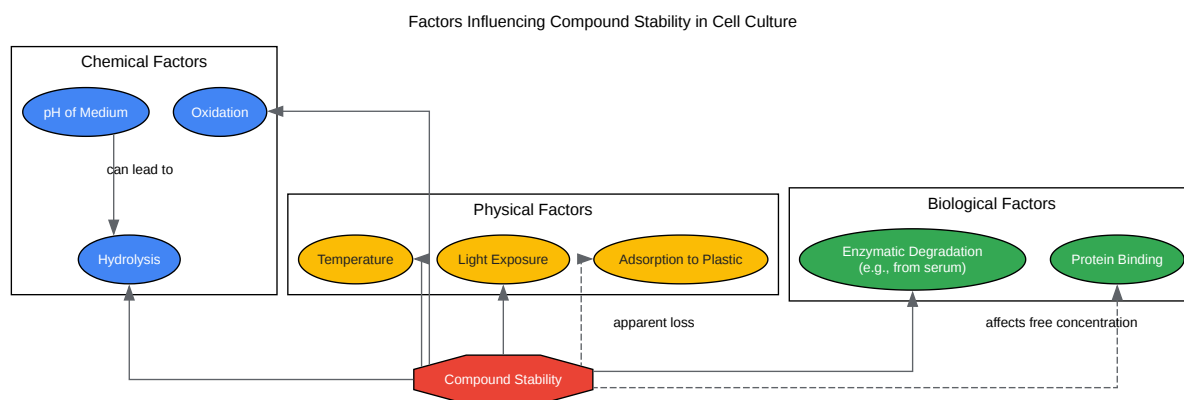 Factors Influencing Compound Stability in Cell Culture
Chemical Factors
pH of Medium
Oxidation
can lead to
Hydrolysis
Physical Factors
Temperature
Light Exposure
Adsorption to Plastic
apparent loss
Biological Factors
Enzymatic Degradation
(e.g., from serum)
Protein Binding
affects free concentration
Compound Stability